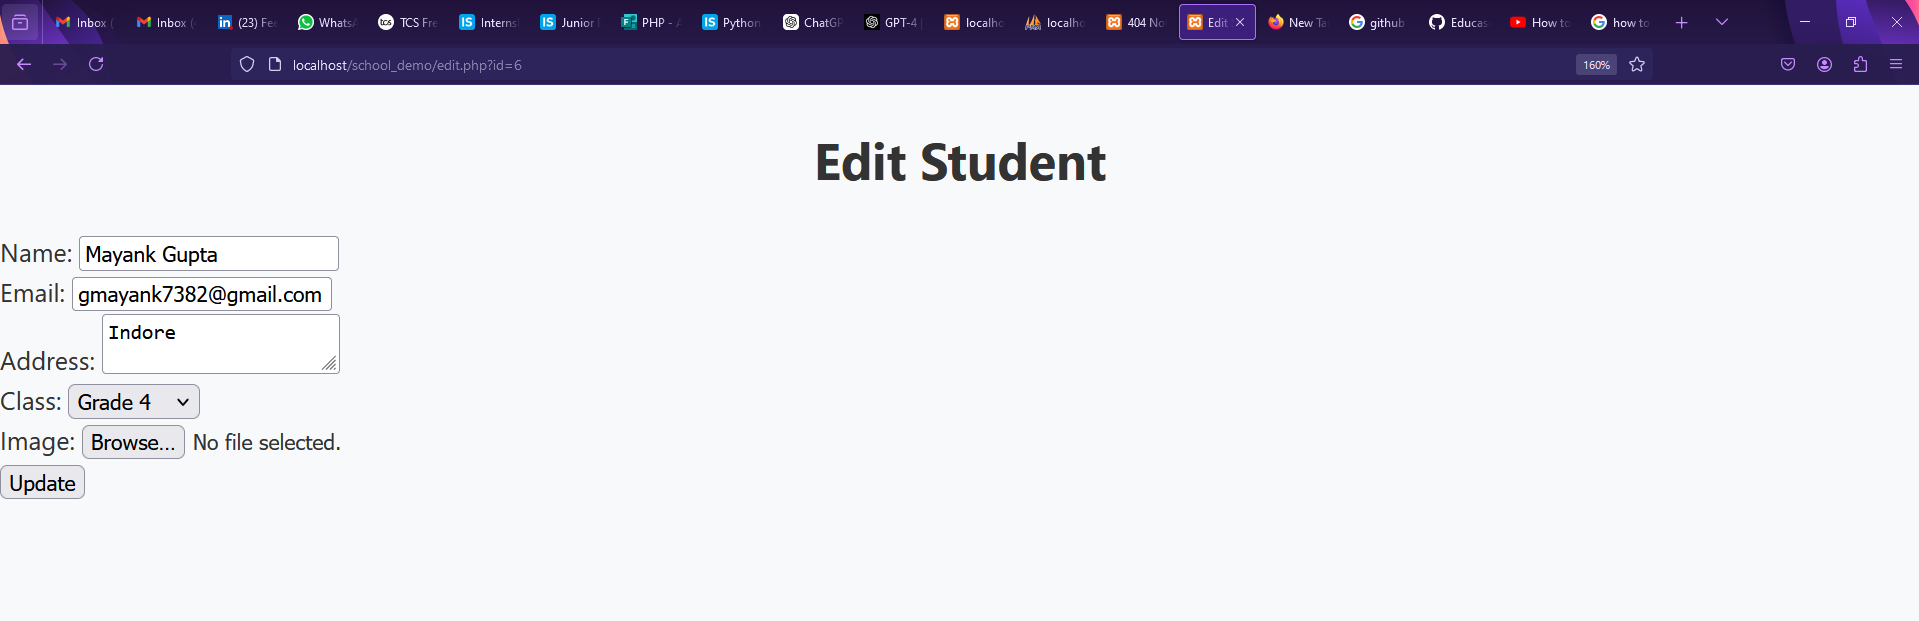 Inbox (
Inbox (
(23) Fee
Whats
TCS Fre
Interns
Junior
PHP - A
Python
ChatGP
GPT-4
localho
localho
404 No
Edit
New Ta
github
Educas
How to
how to
localhost/school_demo/edit.php?id=6
160%
Edit Student
Name: Mayank Gupta
Email: gmayank7382@gmail.com
Address: Indore
Class: Grade 4
Image: Browse... No file selected.
Update